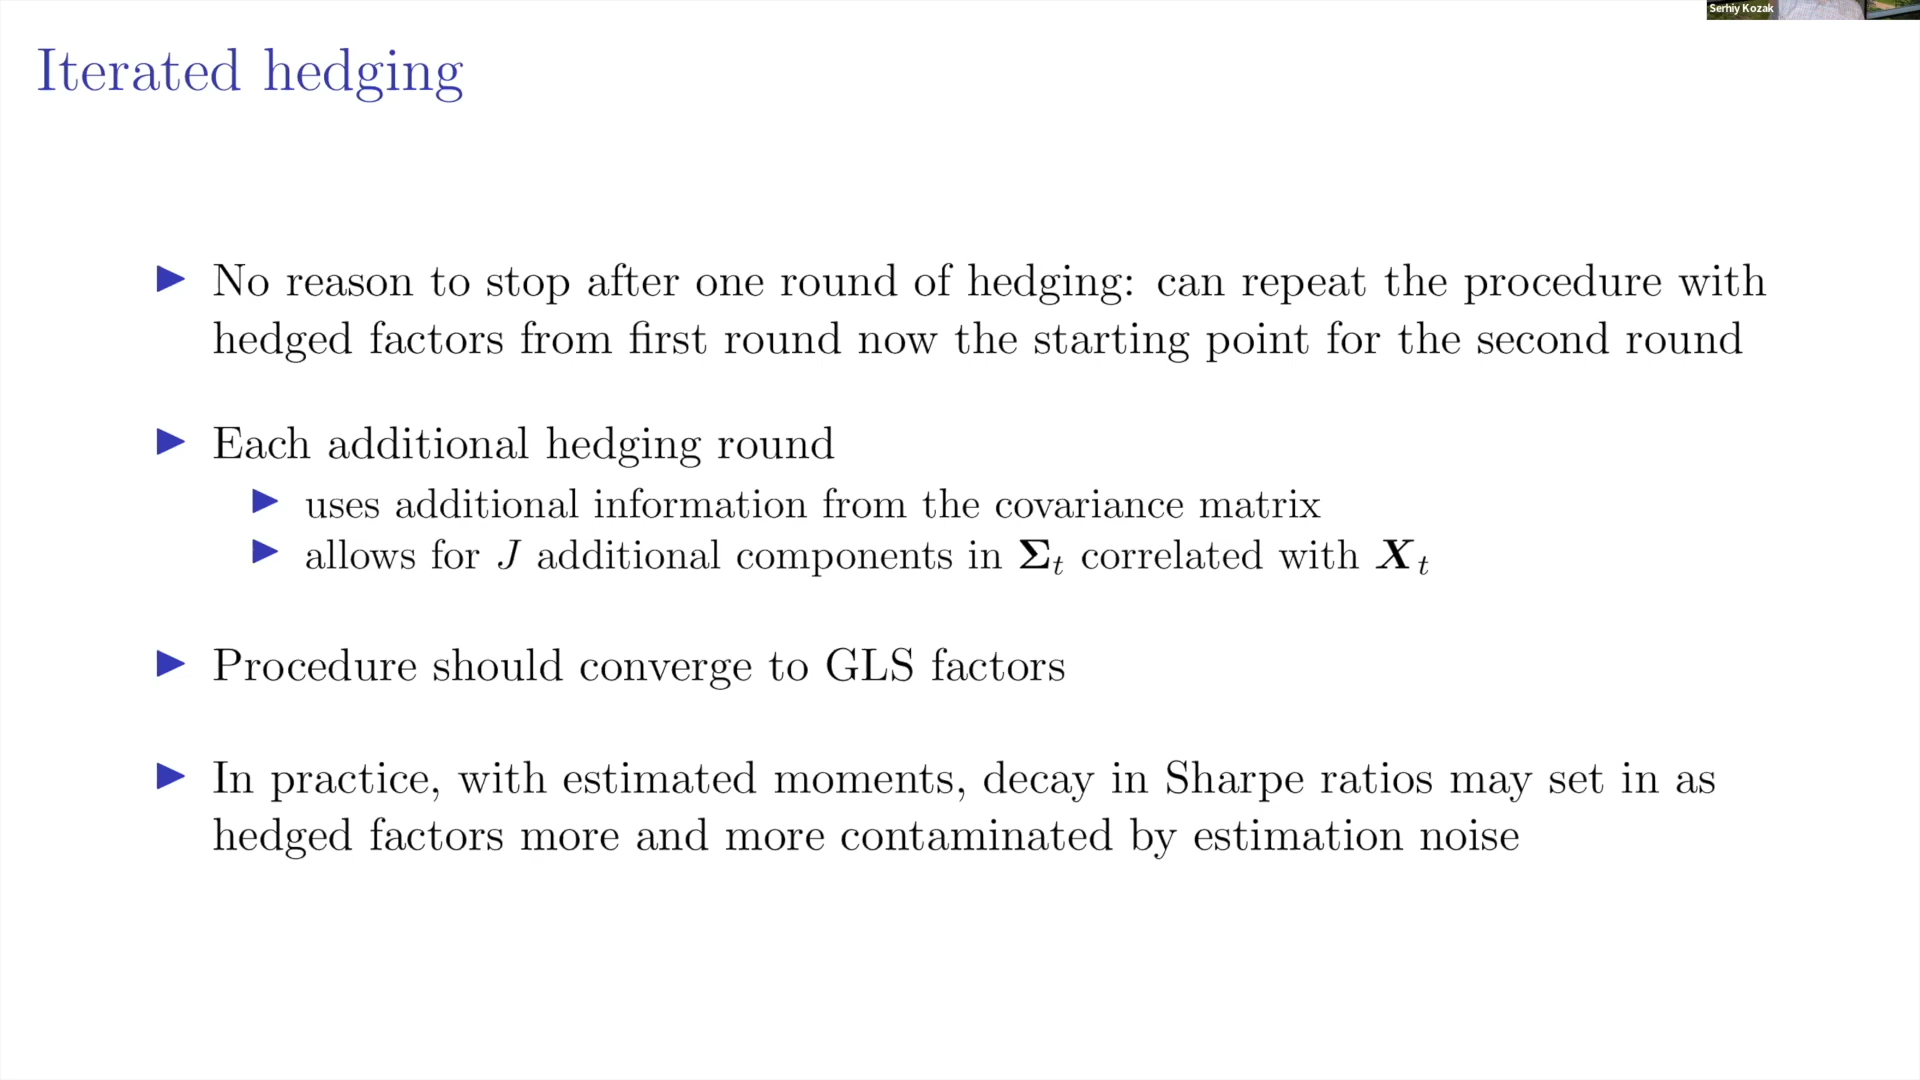 Serhiy Kozak
Iterated hedging
▶ No reason to stop after one round of hedging: can repeat the procedure with
hedged factors from first round now the starting point for the second round
▶ Each additional hedging round
▶ uses additional information from the covariance matrix
▶ allows for J additional components in Σₜ correlated with Xₜ
▶ Procedure should converge to GLS factors
▶ In practice, with estimated moments, decay in Sharpe ratios may set in as
hedged factors more and more contaminated by estimation noise